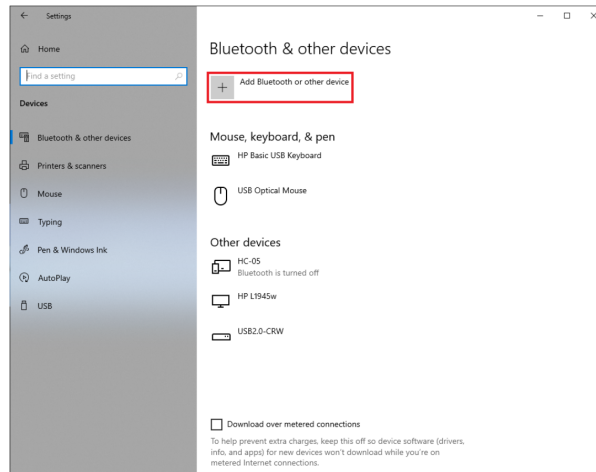 Settings
Home
Find a setting
Devices
Bluetooth & other devices
Printers & scanners
Mouse
Typing
Pen & Windows Ink
AutoPlay
USB
Bluetooth & other devices
Add Bluetooth or other device
Mouse, keyboard, & pen
HP Basic USB Keyboard
USB Optical Mouse
Other devices
HC-05
Bluetooth is turned off
HP L1945w
USB2.0-CRW
Download over metered connections
To help prevent extra charges, keep this off so device software (drivers,
info, and apps) for new devices won't download while you're on
metered Internet connections.